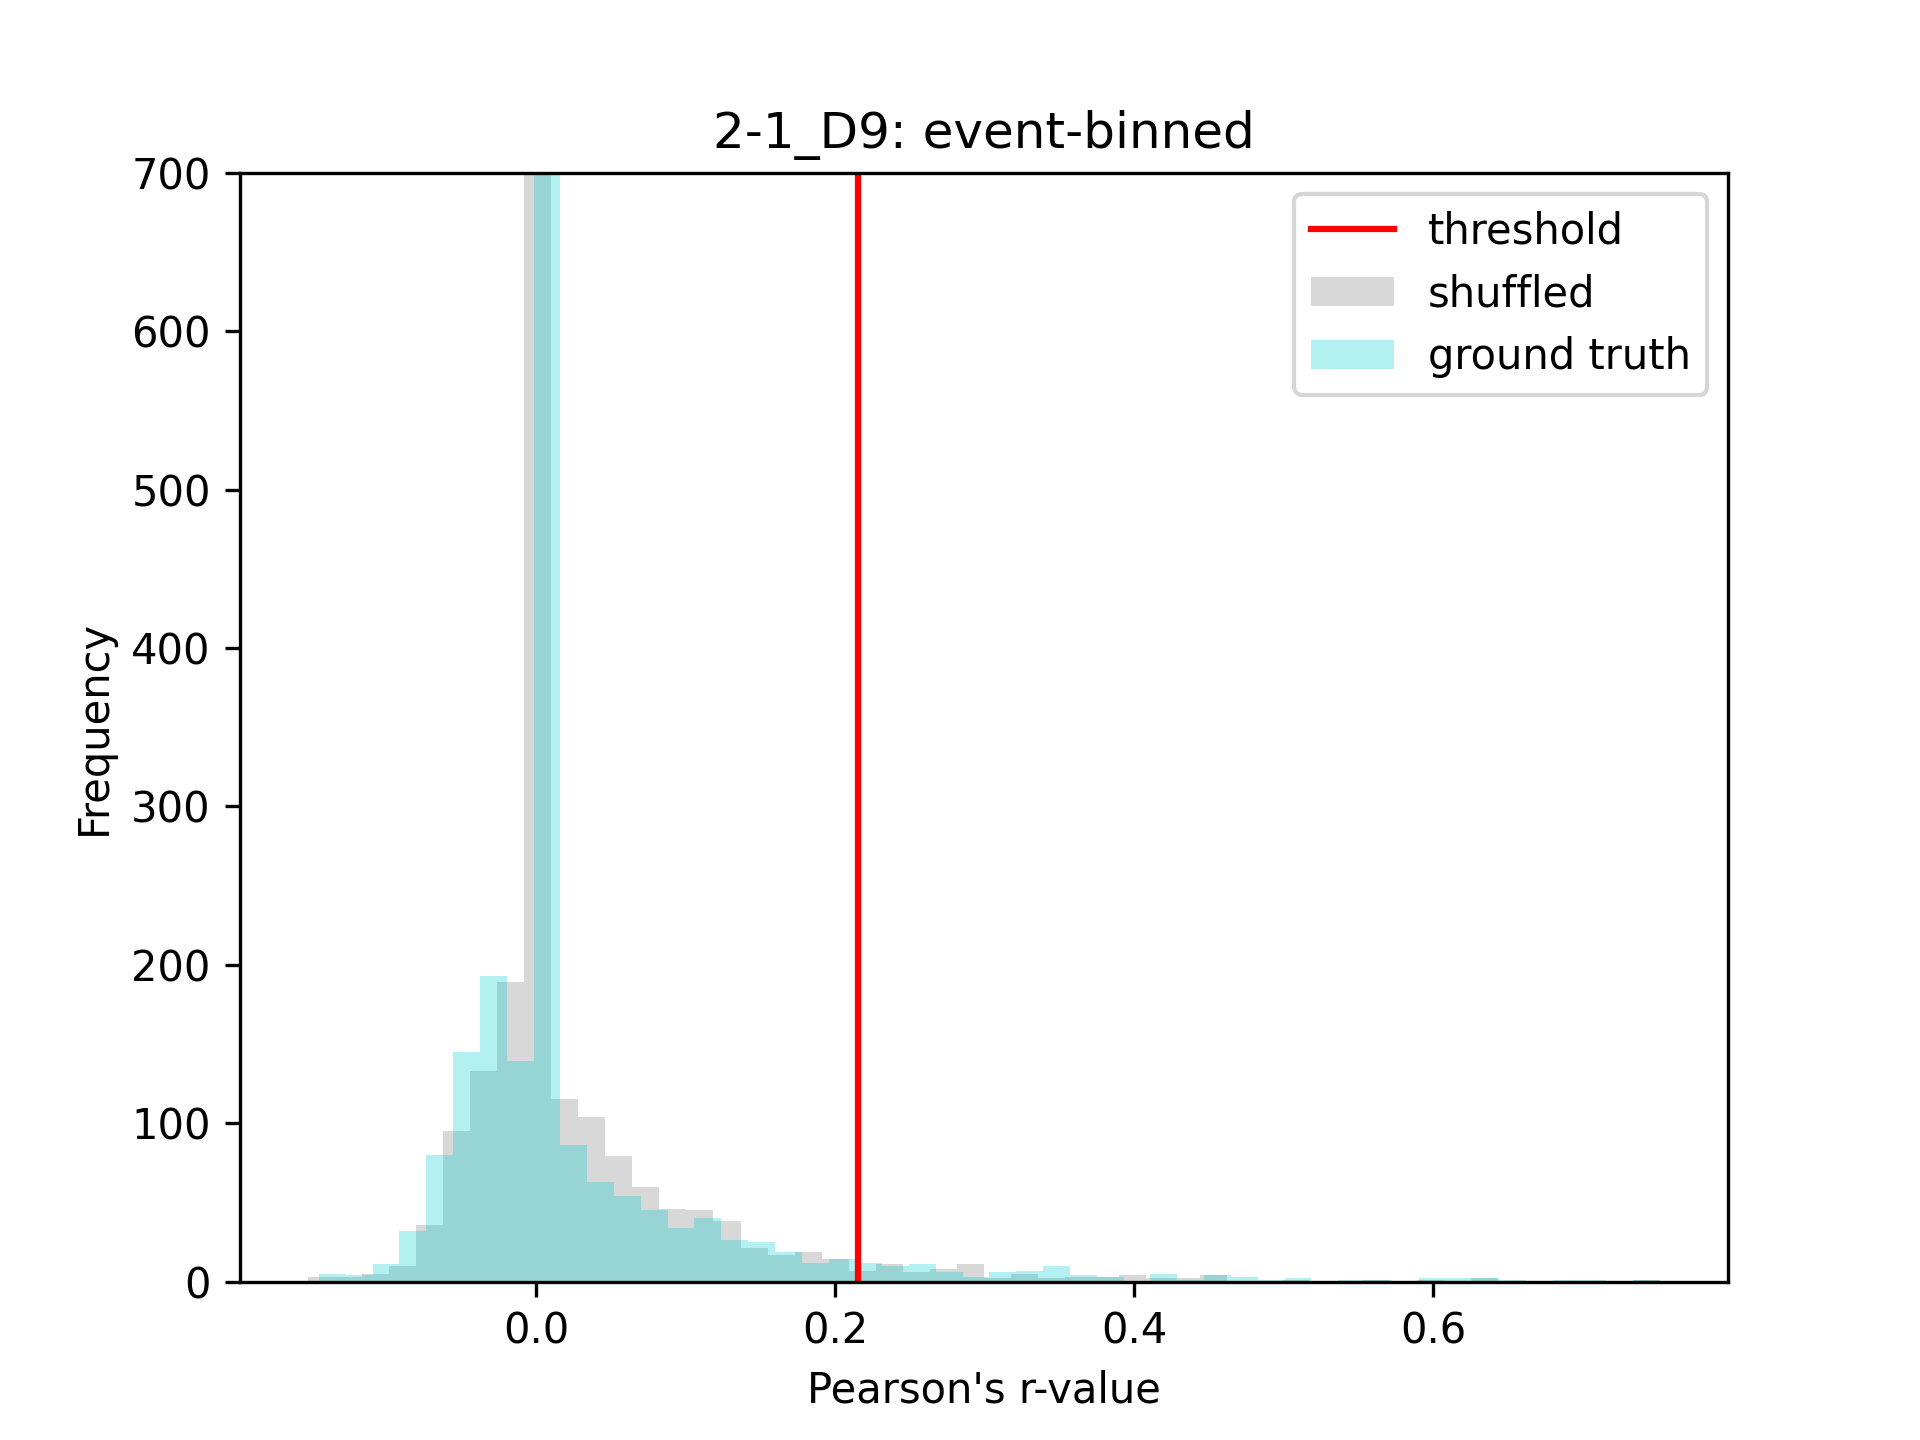 2-1_D9: event-binned
threshold
shuffled
ground truth
Frequency
700
600
500
400
300
200
100
0
0.0 0.2 0.4 0.6
Pearson's r-value